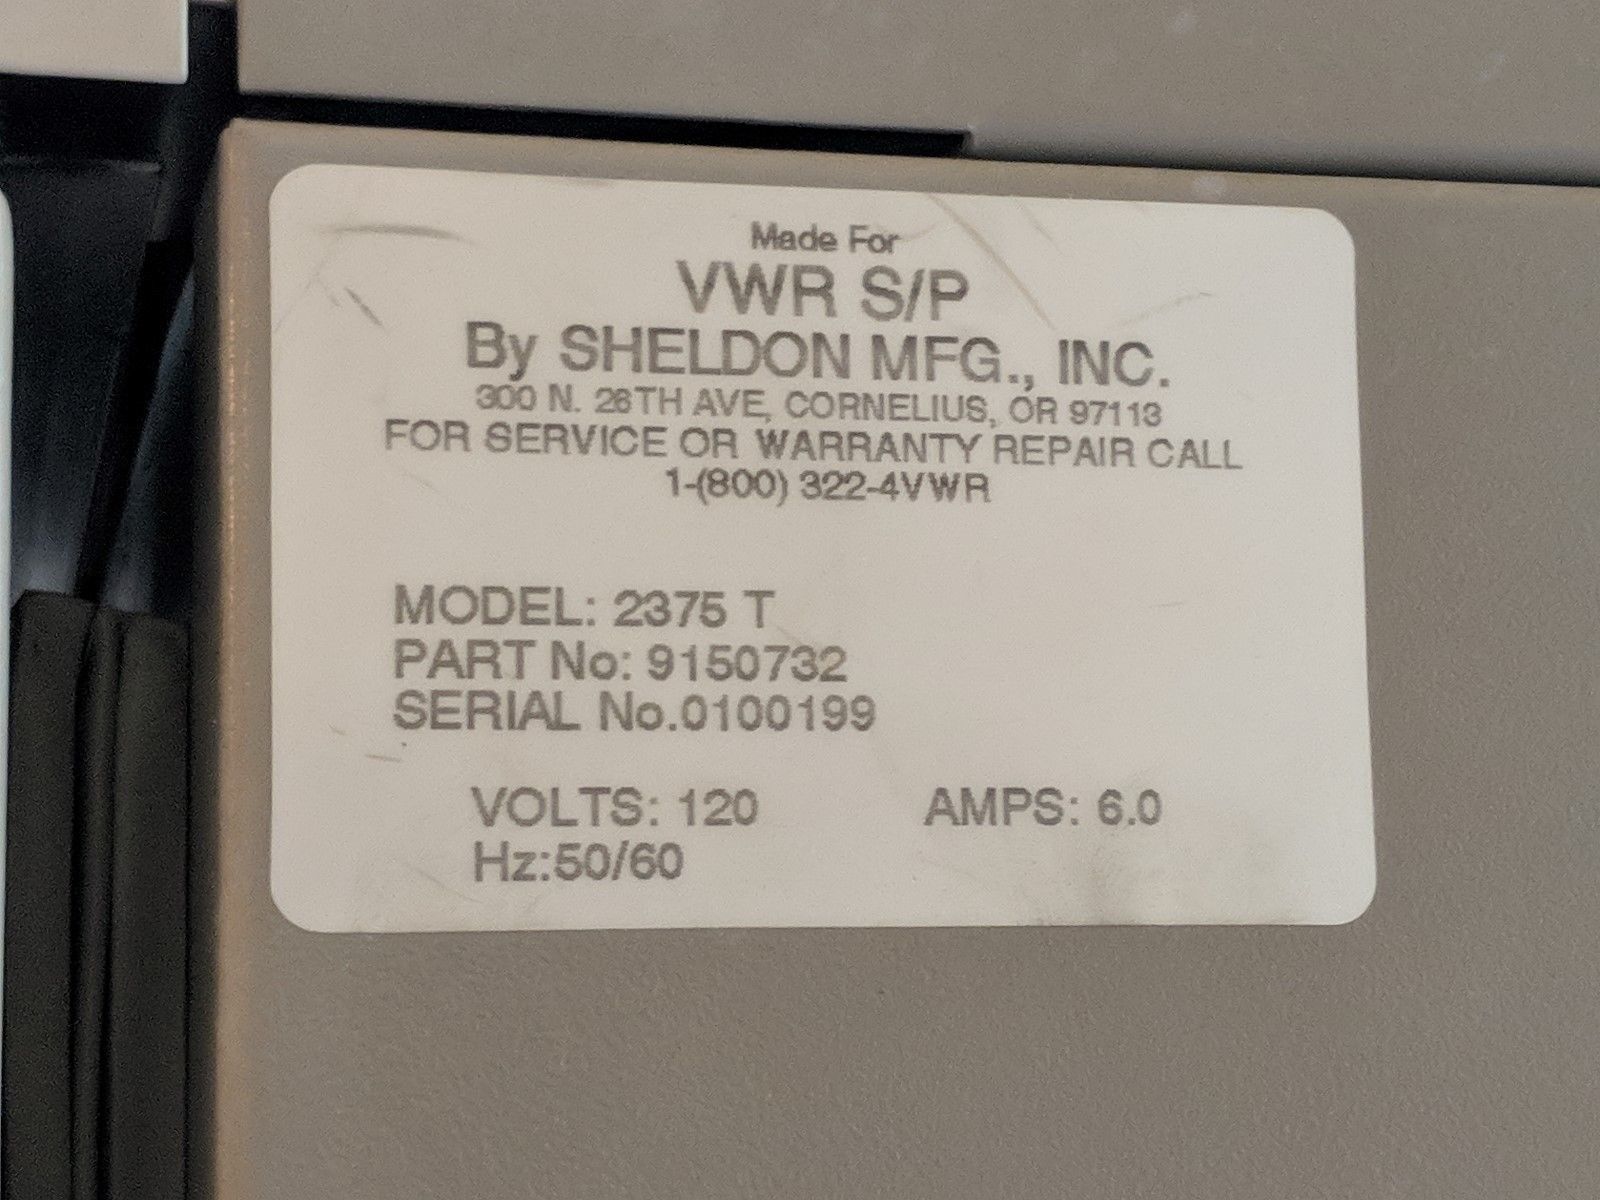 Made For
VWR S/P
By SHELDON MFG., INC.
300 N. 26TH AVE, CORNELIUS, OR 97113
FOR SERVICE OR WARRANTY REPAIR CALL
1-(800) 322-4VWR
MODEL: 2375 T
PART No: 9150732
SERIAL No.0100199
VOLTS: 120 AMPS: 6.0
Hz:50/60